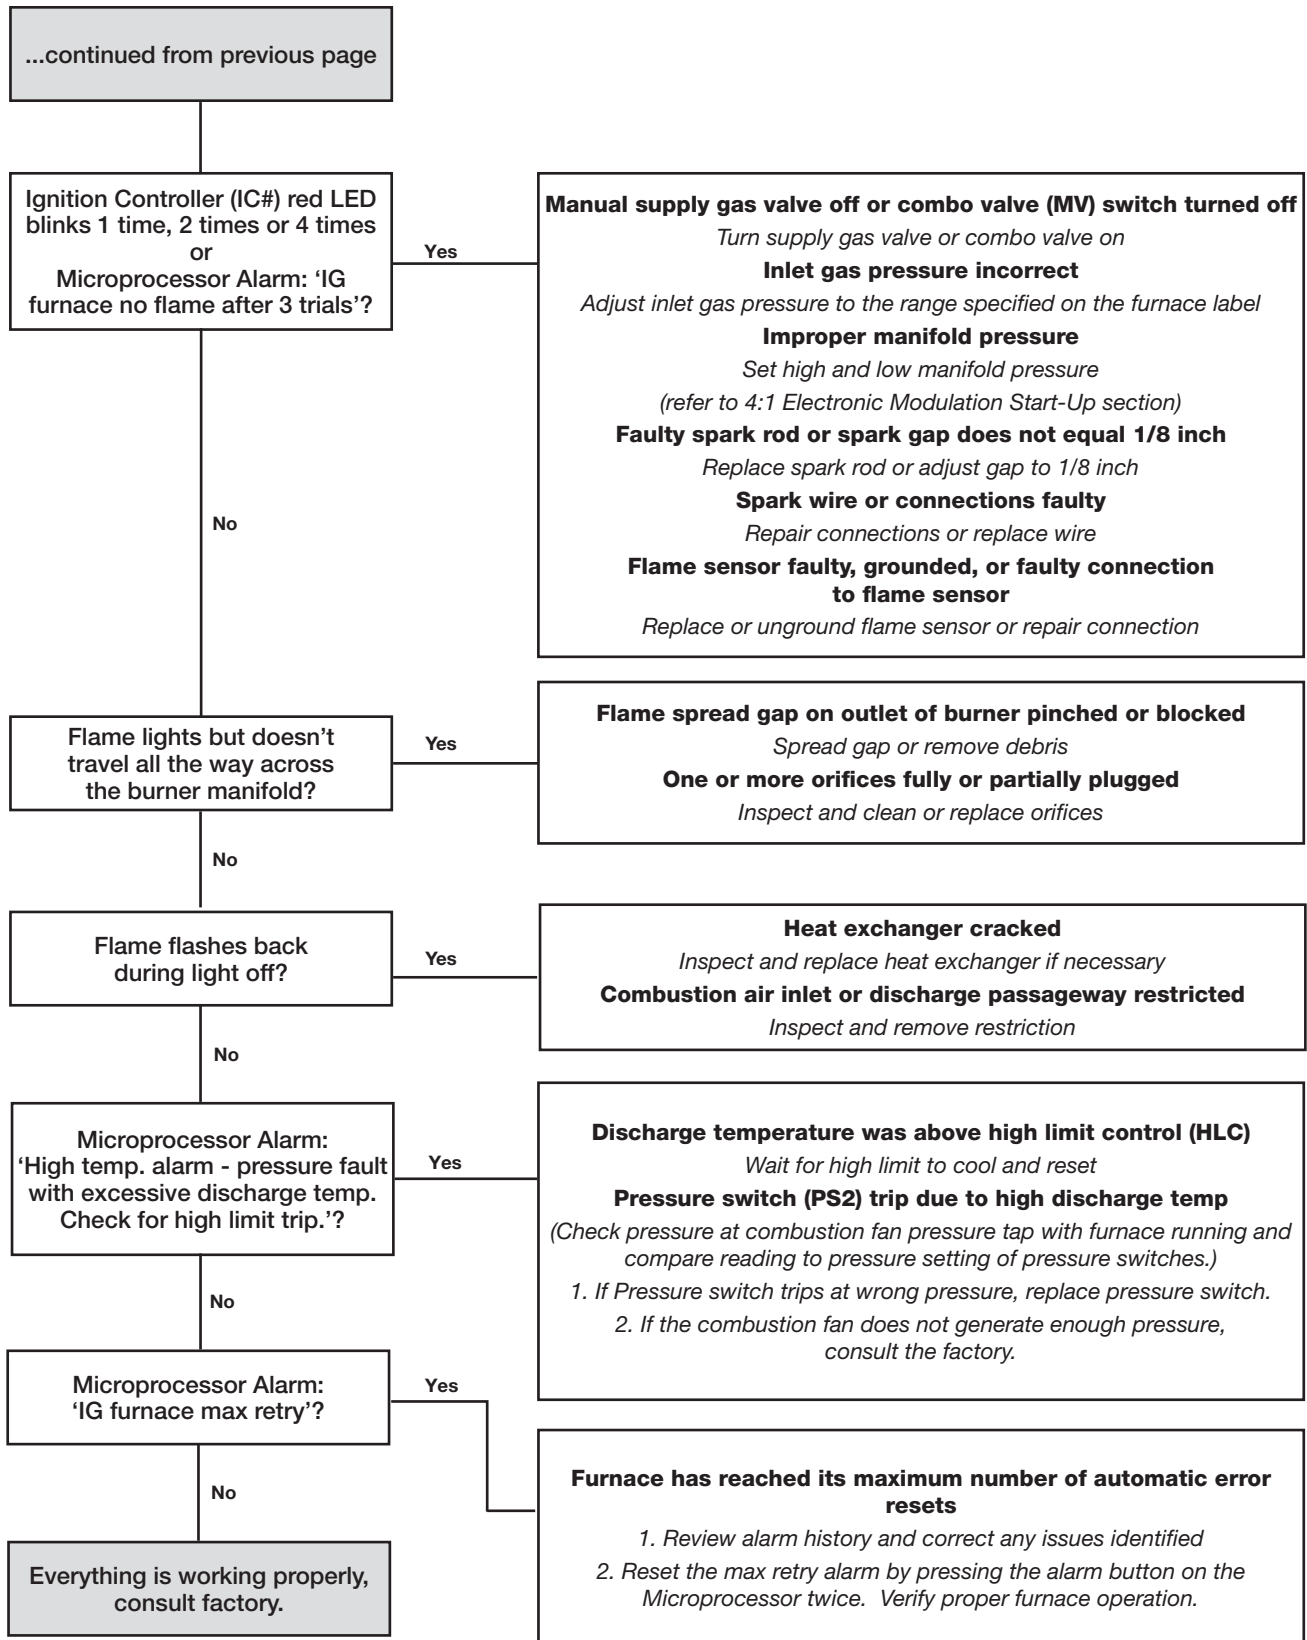 ...continued from previous page
Ignition Controller (IC#) red LED
blinks 1 time, 2 times or 4 times
or
Microprocessor Alarm: ‘IG
furnace no flame after 3 trials’?
Yes
Manual supply gas valve off or combo valve (MV) switch turned off
Turn supply gas valve or combo valve on
Inlet gas pressure incorrect
Adjust inlet gas pressure to the range specified on the furnace label
Improper manifold pressure
Set high and low manifold pressure
(refer to 4:1 Electronic Modulation Start-Up section)
Faulty spark rod or spark gap does not equal 1/8 inch
Replace spark rod or adjust gap to 1/8 inch
Spark wire or connections faulty
Repair connections or replace wire
Flame sensor faulty, grounded, or faulty connection
to flame sensor
Replace or unground flame sensor or repair connection
No
Flame lights but doesn’t
travel all the way across
the burner manifold?
Yes
Flame spread gap on outlet of burner pinched or blocked
Spread gap or remove debris
One or more orifices fully or partially plugged
Inspect and clean or replace orifices
No
Flame flashes back
during light off?
Yes
Heat exchanger cracked
Inspect and replace heat exchanger if necessary
Combustion air inlet or discharge passageway restricted
Inspect and remove restriction
No
Microprocessor Alarm:
‘High temp. alarm - pressure fault
with excessive discharge temp.
Check for high limit trip.’?
Yes
Discharge temperature was above high limit control (HLC)
Wait for high limit to cool and reset
Pressure switch (PS2) trip due to high discharge temp
(Check pressure at combustion fan pressure tap with furnace running and
compare reading to pressure setting of pressure switches.)
1. If Pressure switch trips at wrong pressure, replace pressure switch.
2. If the combustion fan does not generate enough pressure,
consult the factory.
No
Microprocessor Alarm:
‘IG furnace max retry’?
Yes
Furnace has reached its maximum number of automatic error
resets
1. Review alarm history and correct any issues identified
2. Reset the max retry alarm by pressing the alarm button on the
Microprocessor twice. Verify proper furnace operation.
No
Everything is working properly,
consult factory.